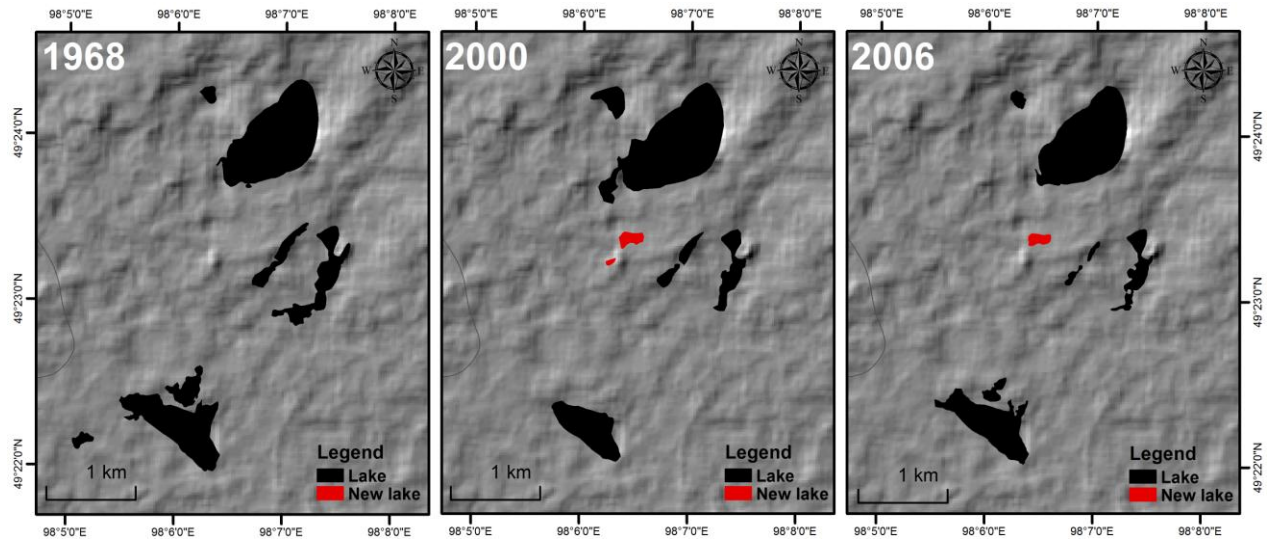 98°5'0"E 98°6'0"E 98°7'0"E 98°8'0"E 98°5'0"E 98°6'0"E 98°7'0"E 98°8'0"E 98°5'0"E 98°6'0"E 98°7'0"E 98°8'0"E
1968 2000 2006
N N N
W E W E W E
S S S
49°24'0"N 49°24'0"N
49°23'0"N 49°23'0"N
49°22'0"N 49°22'0"N
Legend Legend Legend
1 km Lake 1 km Lake 1 km Lake
New lake New lake New lake
98°5'0"E 98°6'0"E 98°7'0"E 98°8'0"E 98°5'0"E 98°6'0"E 98°7'0"E 98°8'0"E 98°5'0"E 98°6'0"E 98°7'0"E 98°8'0"E